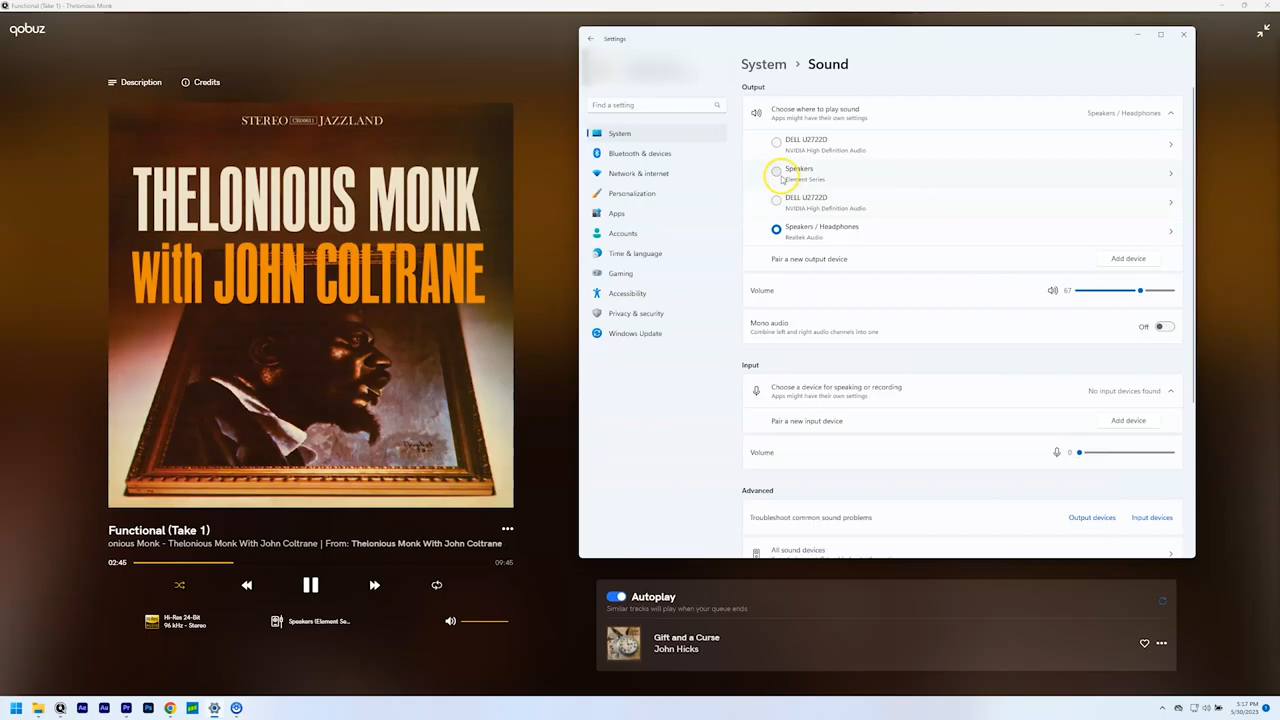 Functional (Take 1) - Thelonious Monk
qobuz
Description
Credits
STEREO CR00011 JAZZLAND
THELONIOUS MONK
with JOHN COLTRANE
Functional (Take 1)
onious Monk - Thelonious Monk With John Coltrane | From: Thelonious Monk With John Coltrane
02:45
09:45
Hi-Res 24-Bit
96 kHz - Stereo
Speakers (Element Se...
Settings
Find a setting
System
Bluetooth & devices
Network & internet
Personalization
Apps
Accounts
Time & language
Gaming
Accessibility
Privacy & security
Windows Update
System > Sound
Output
Choose where to play sound
Apps might have their own settings
Speakers / Headphones
DELL U2722D
NVIDIA High Definition Audio
Speakers
Element Series
DELL U2722D
NVIDIA High Definition Audio
Speakers / Headphones
Realtek Audio
Pair a new output device
Add device
Volume
67
Mono audio
Combine left and right audio channels into one
Off
Input
Choose a device for speaking or recording
Apps might have their own settings
No input devices found
Pair a new input device
Add device
Volume
0
Advanced
Troubleshoot common sound problems
Output devices
Input devices
All sound devices
Autoplay
Similar tracks will play when your queue ends
Gift and a Curse
John Hicks
Ae
Au
Pr
Ps
5:17 PM
5/30/2023